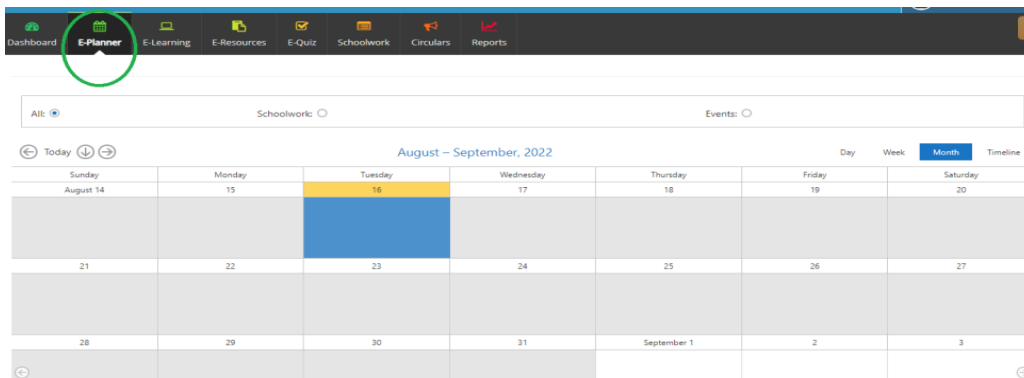 Dashboard E-Planner E-Learning E-Resources E-Quiz Schoolwork Circulars Reports
All: Schoolwork: Events:
Today August – September, 2022 Day Week Month Timeline
Sunday Monday Tuesday Wednesday Thursday Friday Saturday
August 14 15 16 17 18 19 20
21 22 23 24 25 26 27
28 29 30 31 September 1 2 3